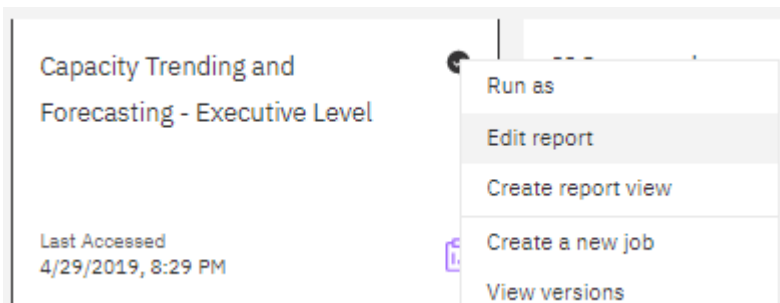 Capacity Trending and
Forecasting - Executive Level
Last Accessed
4/29/2019, 8:29 PM
Run as
Edit report
Create report view
Create a new job
View versions